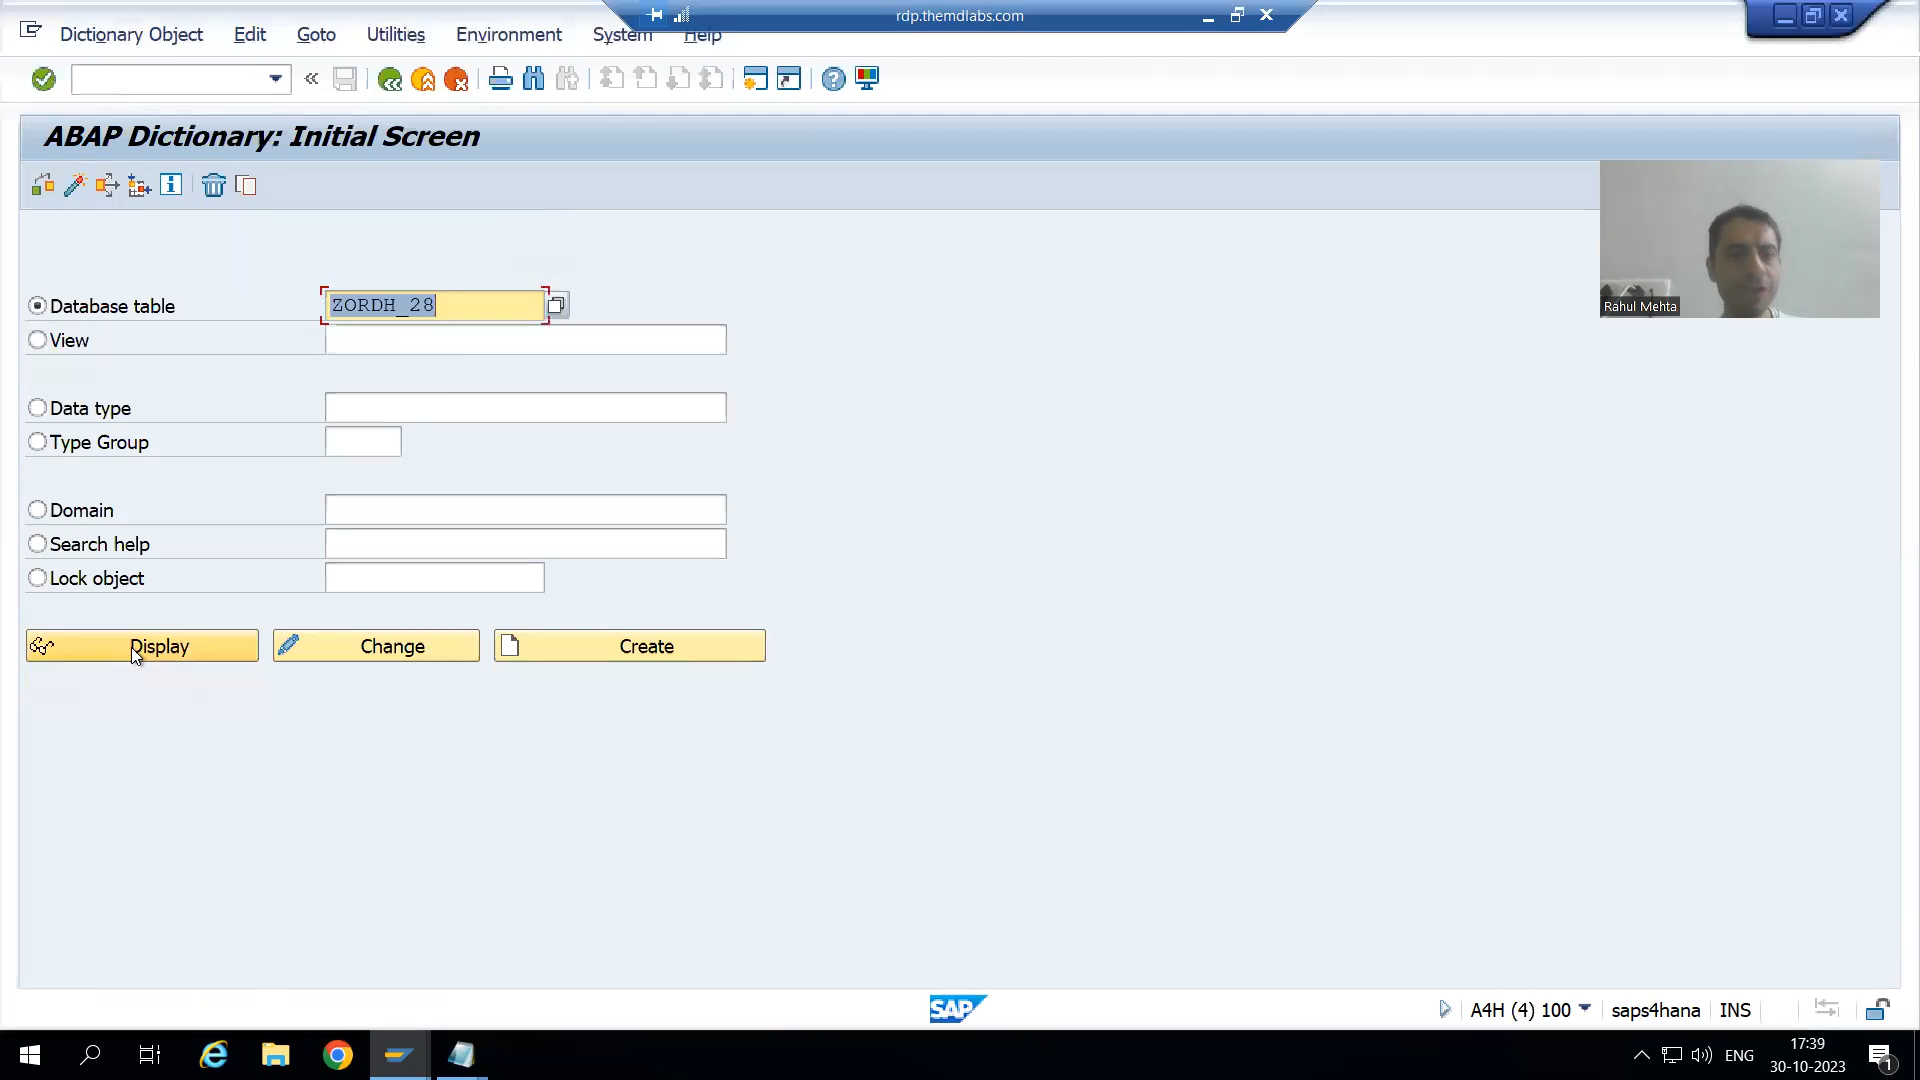 rdp.themdlabs.com
Dictionary Object Edit Goto Utilities Environment System Help
ABAP Dictionary: Initial Screen
Database table ZORDH_28
View
Data type
Type Group
Domain
Search help
Lock object
Display Change Create
Rahul Mehta
SAP A4H (4) 100 saps4hana INS
ENG 17:39
30-10-2023
1